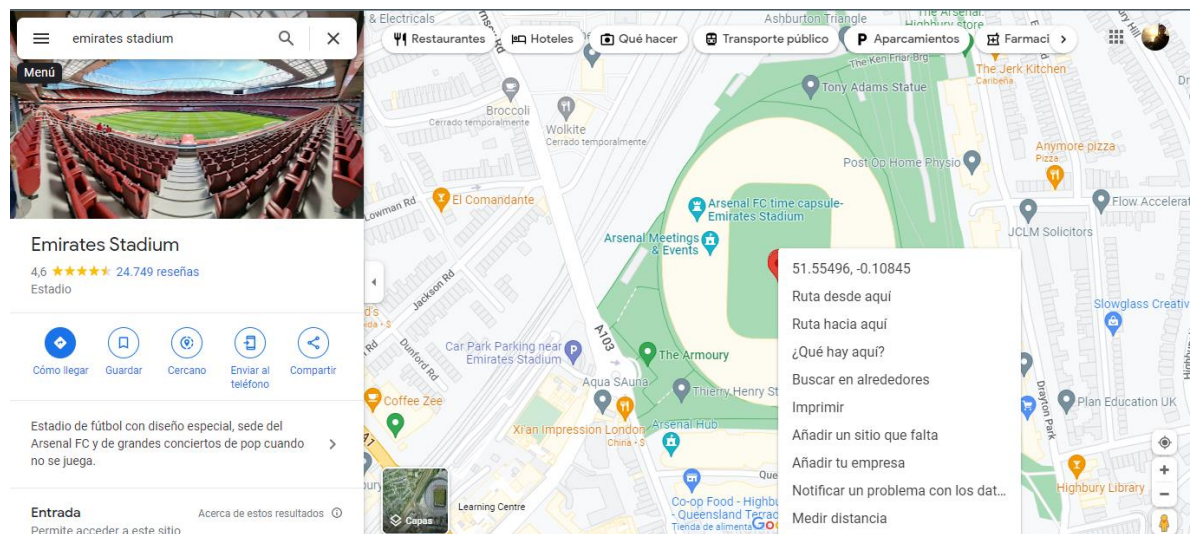 emirates stadium
Menú
Emirates Stadium
4,6 24.749 reseñas
Estadio
Cómo llegar
Guardar
Cercano
Enviar al
teléfono
Compartir
Estadio de fútbol con diseño especial, sede del
Arsenal FC y de grandes conciertos de pop cuando
no se juega.
Entrada
Acerca de estos resultados
Permite acceder a este sitio
& Electricals
Ashburton Triangle
The Arsenal
Highbury store
Restaurantes
Hoteles
Qué hacer
Transporte público
P Aparcamientos
Farmaci
The Ken Friar Brg
The Jerk Kitchen
Caribeña
Tony Adams Statue
Broccoli
Cerrado temporalmente
Wolkite
Cerrado temporalmente
Post Op Home Physio
Anymore pizza
Pizza
Lowman Rd
El Comandante
Arsenal FC time capsule-
Emirates Stadium
Flow Accelerat
Arsenal Meetings
& Events
JCLM Solicitors
51.55496, -0.10845
Ruta desde aquí
Ruta hacia aquí
¿Qué hay aquí?
Buscar en alrededores
Imprimir
Añadir un sitio que falta
Añadir tu empresa
Notificar un problema con los dat...
Medir distancia
Jackson Rd
Slowglass Creativ
A103
Car Park Parking near
Emirates Stadium
P
The Armoury
Dunford Rd
Aqua SAuna
Thierry Henry St
Drayton Park
Coffee Zee
Plan Education UK
Xi'an Impression London
China · $
Arsenal Hub
Que
Highbury Library
Co-op Food - Highbu
- Queensland Terrac
Tienda de alimenta
Learning Centre
Capas